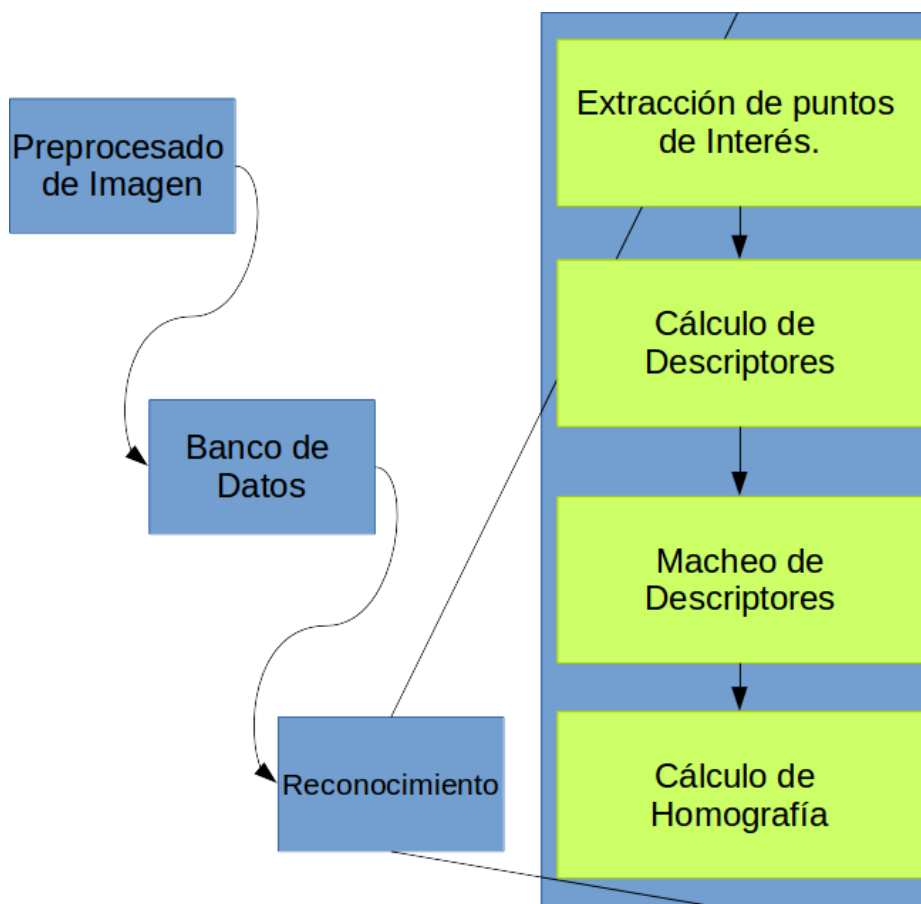 Preprocesado
de Imagen
Banco de
Datos
Reconocimiento
Extracción de puntos
de Interés.
Cálculo de
Descriptores
Macheo de
Descriptores
Cálculo de
Homografía